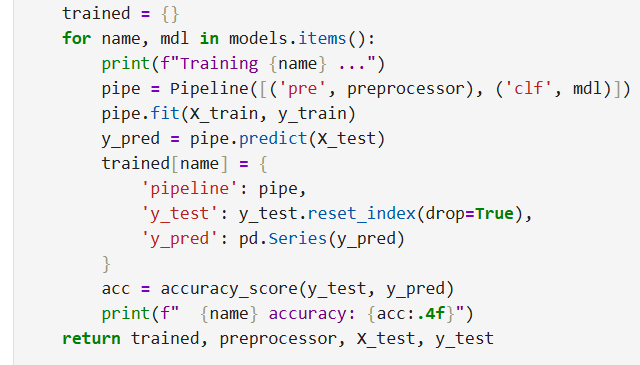 trained = {}
for name, mdl in models.items():
    print(f"Training {name} ...")
    pipe = Pipeline([('pre', preprocessor), ('clf', mdl)])
    pipe.fit(X_train, y_train)
    y_pred = pipe.predict(X_test)
    trained[name] = {
        'pipeline': pipe,
        'y_test': y_test.reset_index(drop=True),
        'y_pred': pd.Series(y_pred)
    }
    acc = accuracy_score(y_test, y_pred)
    print(f"  {name} accuracy: {acc:.4f}")
return trained, preprocessor, X_test, y_test